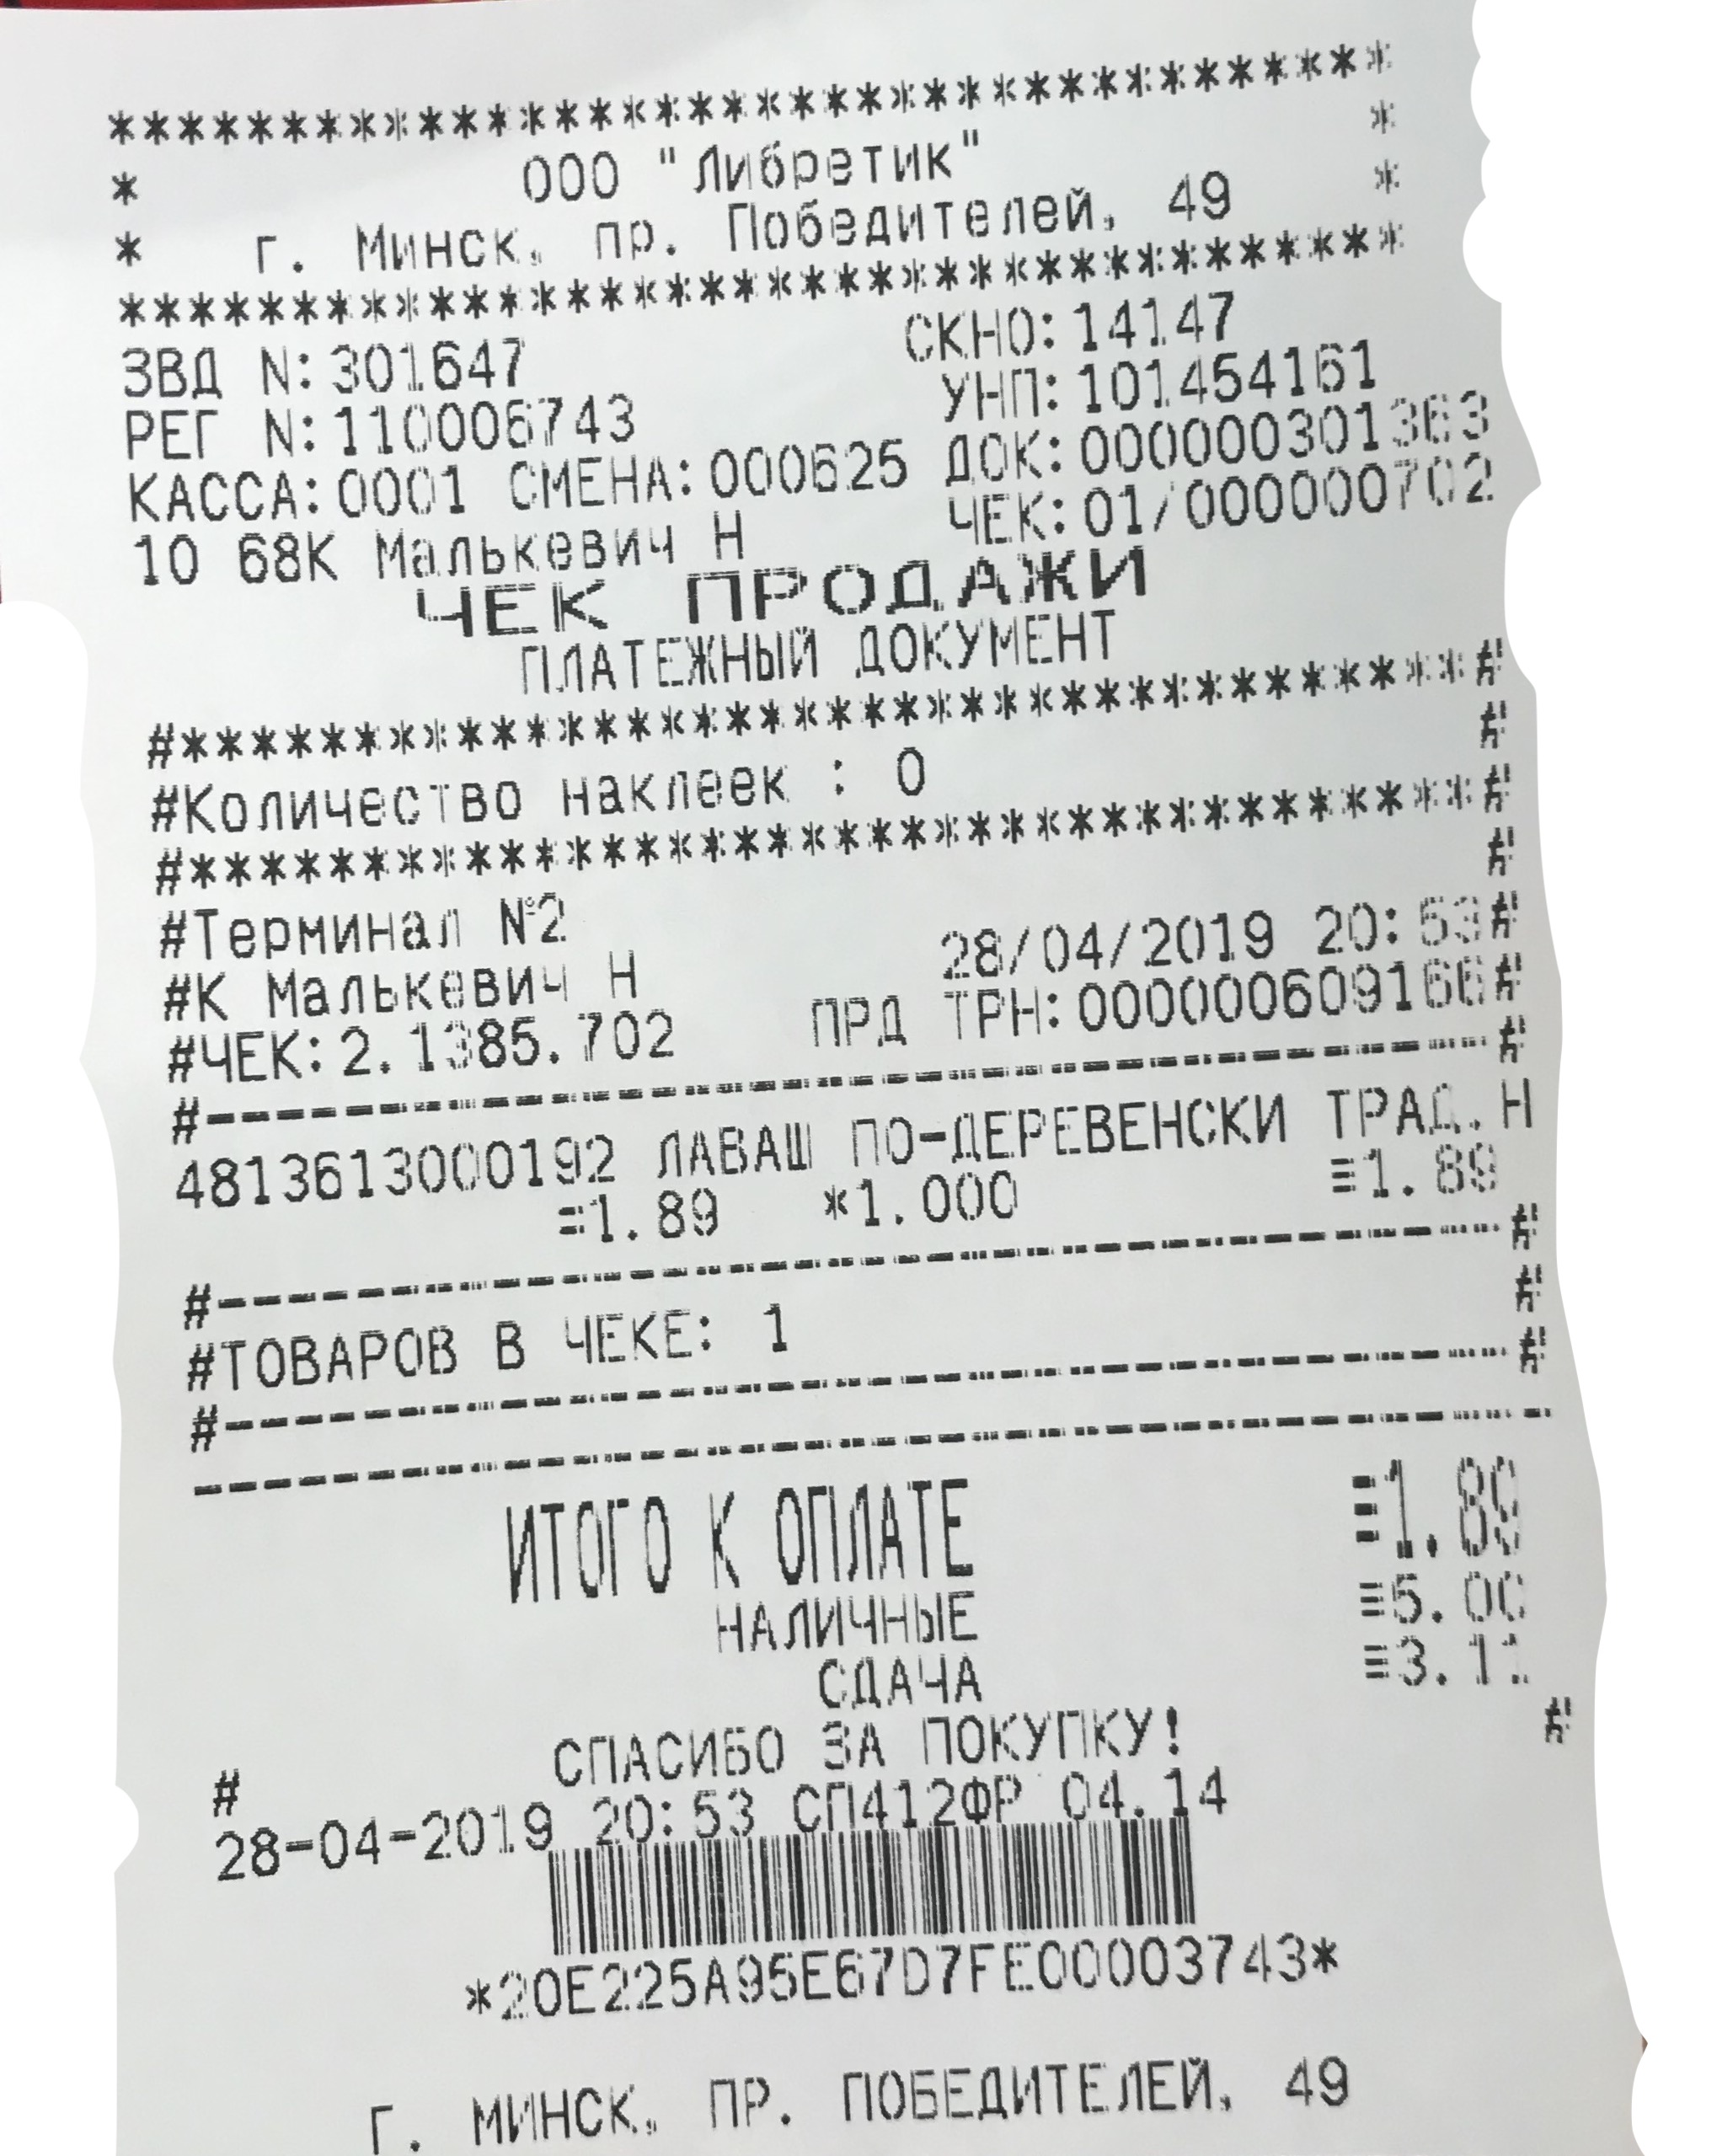 **************************************
* ООО "Либретик" *
* г. Минск, пр. Победителей, 49 *
**************************************
ЗВД N:301647 СКНО:14147
РЕГ N:110006743 УНП:101454161
КАССА:0001 СМЕНА:000625 ДОК:000000301363
10 68К Малькевич Н ЧЕК:01/000000702
ЧЕК ПРОДАЖИ
ПЛАТЕЖНЫЙ ДОКУМЕНТ
#**************************************#
#Количество наклеек : 0 #
#**************************************#
#Терминал №2 #
#К Малькевич Н 28/04/2019 20:53#
#ЧЕК:2.1385.702 ПРД ТРН:000000609166#
#--------------------------------------#
4813613000192 ЛАВАШ ПО-ДЕРЕВЕНСКИ ТРАД.Н
=1.89 *1.000 ≡1.89
#--------------------------------------#
#ТОВАРОВ В ЧЕКЕ: 1 #
#--------------------------------------#
----------------------------------------
ИТОГО К ОПЛАТЕ ≡1.89
НАЛИЧНЫЕ ≡5.00
СДАЧА ≡3.11
# СПАСИБО ЗА ПОКУПКУ! #
28-04-2019 20:53 СП412ФР 04.14
*20E225A95E67D7FE00003743*
Г. МИНСК, ПР. ПОБЕДИТЕЛЕЙ, 49